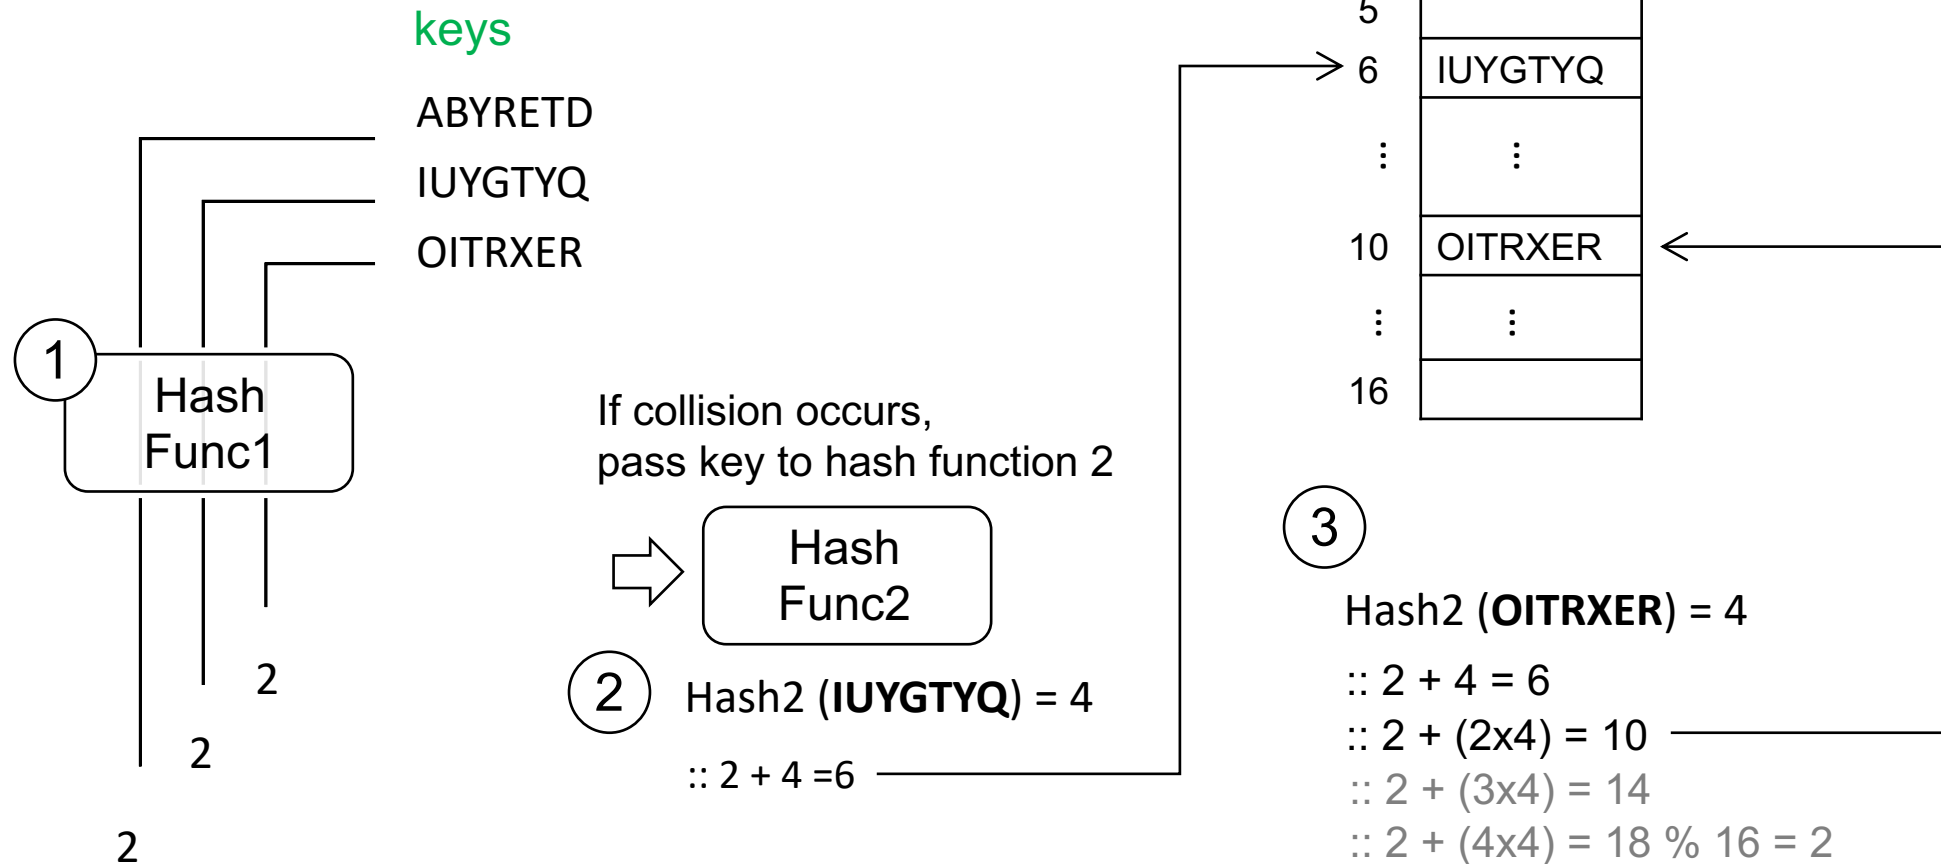 keys
ABYRETD
IUYGTYQ
OITRXER
1
Hash
Func1
2
2
2
If collision occurs,
pass key to hash function 2
Hash
Func2
2
Hash2 (IUYGTYQ) = 4
:: 2 + 4 =6
5
6 IUYGTYQ
⋮ ⋮
10 OITRXER
⋮ ⋮
16
3
Hash2 (OITRXER) = 4
:: 2 + 4 = 6
:: 2 + (2x4) = 10
:: 2 + (3x4) = 14
:: 2 + (4x4) = 18 % 16 = 2